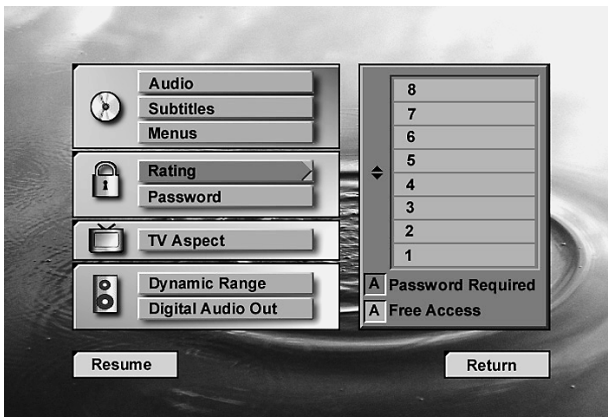 Audio
Subtitles
Menus
Rating
Password
TV Aspect
Dynamic Range
Digital Audio Out
8
7
6
5
4
3
2
1
A Password Required
A Free Access
Resume
Return